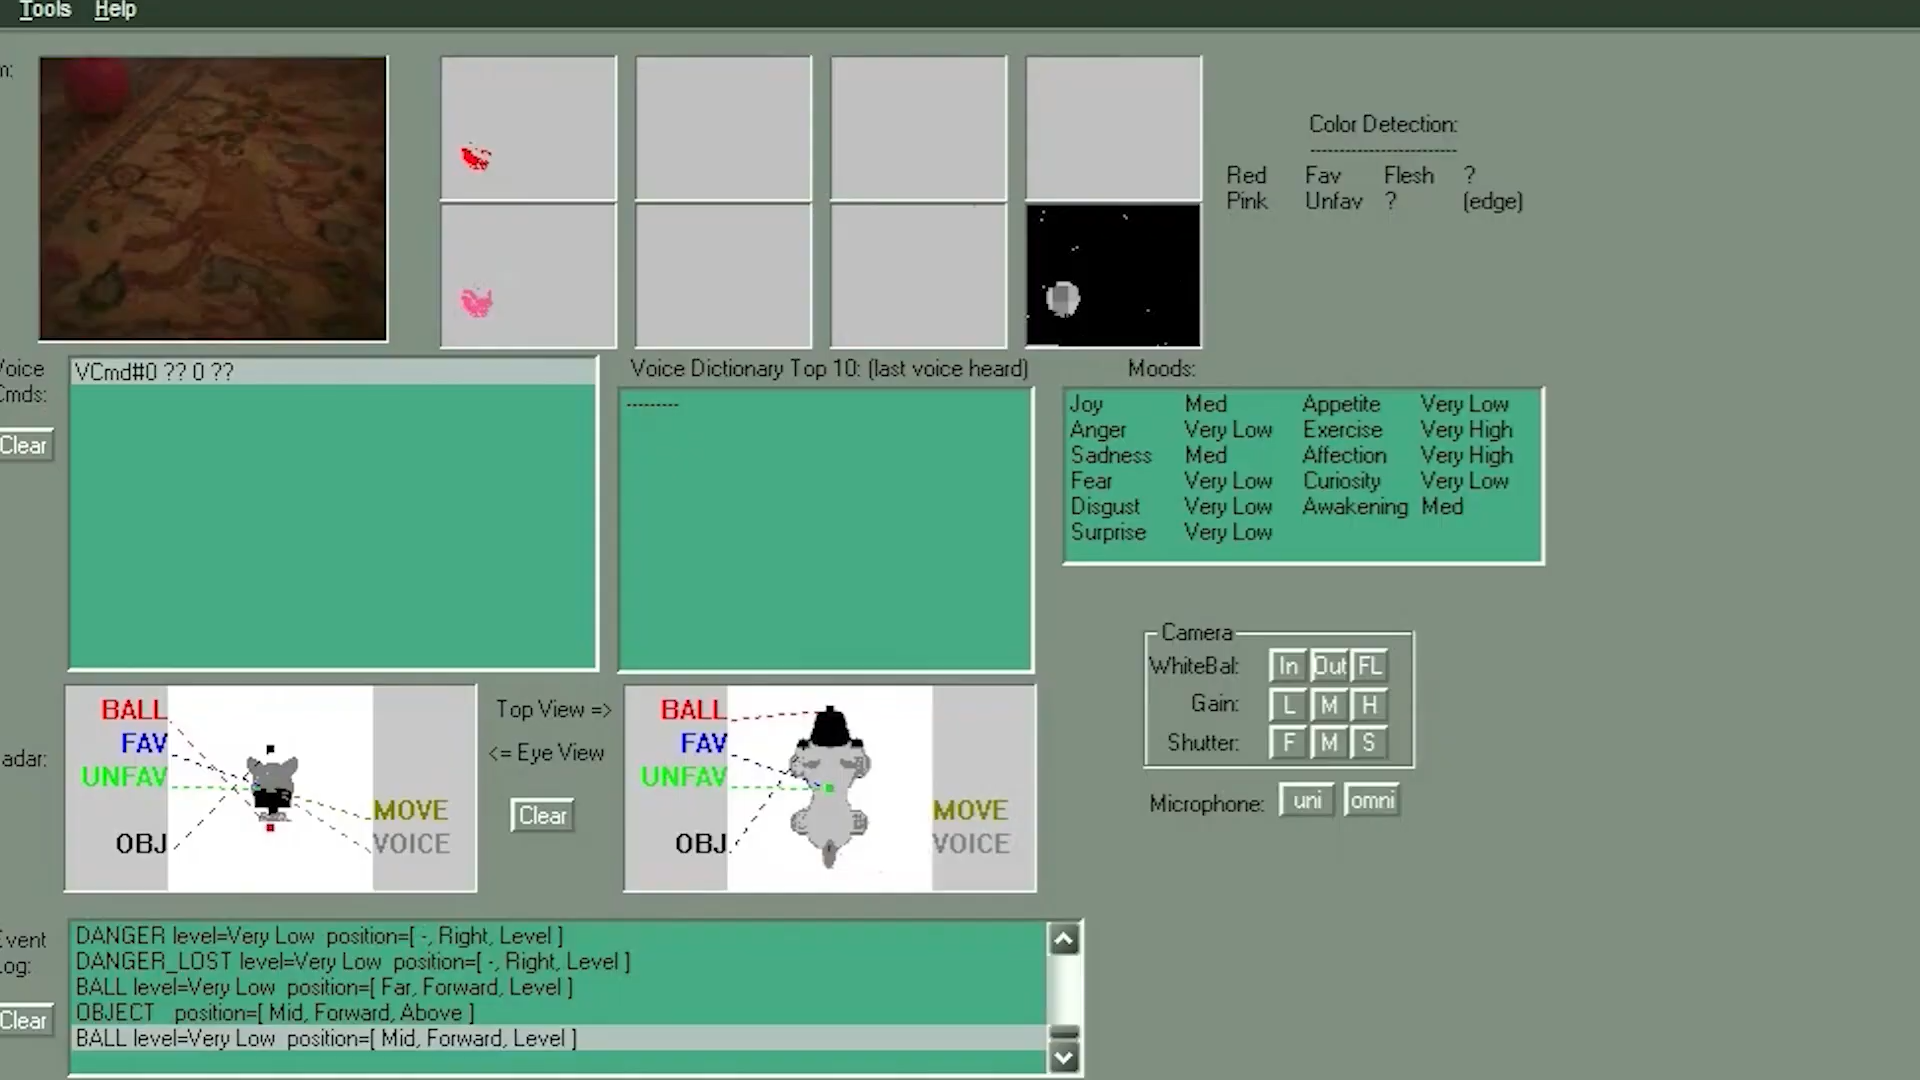 Tools Help
n:
Color Detection:
-------------------------
Red Fav Flesh ?
Pink Unfav ? (edge)
Voice
Cmds:
VCmd#0 ?? 0 ??
Clear
Voice Dictionary Top 10: (last voice heard)
---------
Moods:
Joy Med Appetite Very Low
Anger Very Low Exercise Very High
Sadness Med Affection Very High
Fear Very Low Curiosity Very Low
Disgust Very Low Awakening Med
Surprise Very Low
Camera
WhiteBal: In Out FL
Gain: L M H
Shutter: F M S
Microphone: uni omni
adar:
BALL
FAV
UNFAV
OBJ
MOVE
VOICE
Top View =>
<= Eye View
Clear
BALL
FAV
UNFAV
OBJ
MOVE
VOICE
Event
Log:
Clear
DANGER level=Very Low position=[ -, Right, Level ]
DANGER_LOST level=Very Low position=[ -, Right, Level ]
BALL level=Very Low position=[ Far, Forward, Level ]
OBJECT position=[ Mid, Forward, Above ]
BALL level=Very Low position=[ Mid, Forward, Level ]